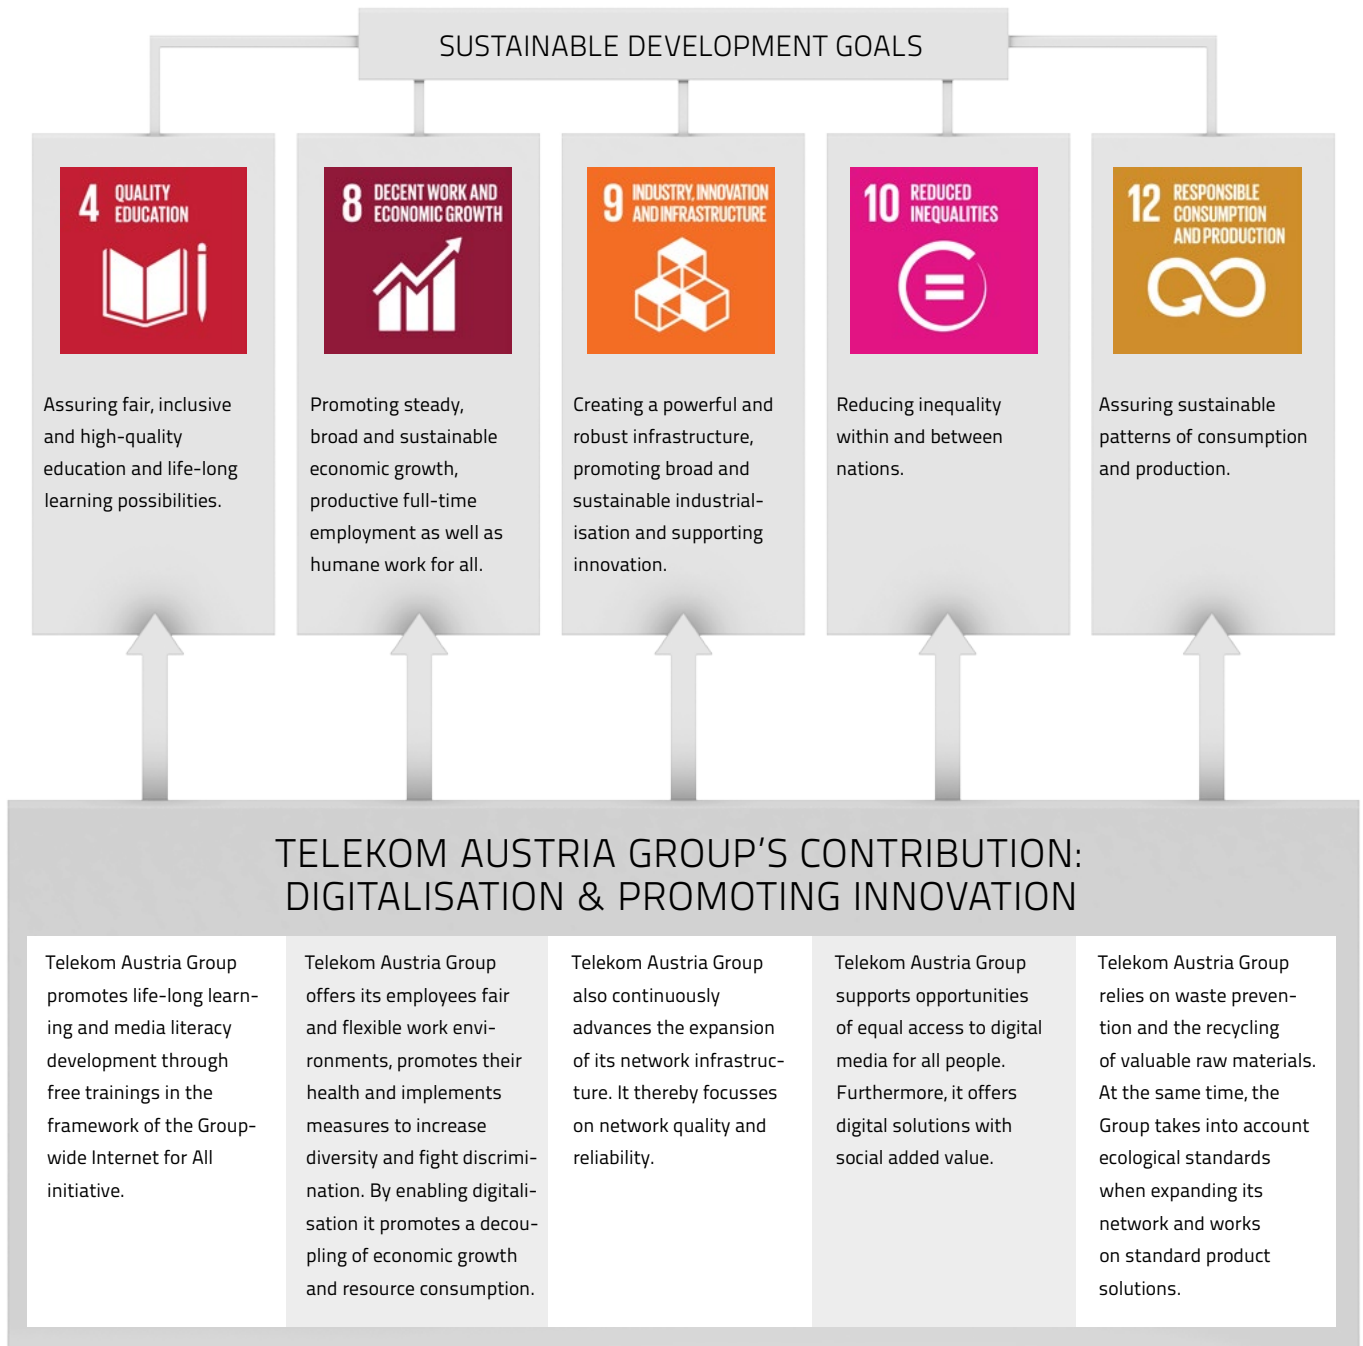 SUSTAINABLE DEVELOPMENT GOALS
4 QUALITY
EDUCATION
Assuring fair, inclusive
and high-quality
education and life-long
learning possibilities.
8 DECENT WORK AND
ECONOMIC GROWTH
Promoting steady,
broad and sustainable
economic growth,
productive full-time
employment as well as
humane work for all.
9 INDUSTRY, INNOVATION
AND INFRASTRUCTURE
Creating a powerful and
robust infrastructure,
promoting broad and
sustainable industrial-
isation and supporting
innovation.
10 REDUCED
INEQUALITIES
Reducing inequality
within and between
nations.
12 RESPONSIBLE
CONSUMPTION
AND PRODUCTION
Assuring sustainable
patterns of consumption
and production.
TELEKOM AUSTRIA GROUP'S CONTRIBUTION:
DIGITALISATION & PROMOTING INNOVATION
Telekom Austria Group
promotes life-long learn-
ing and media literacy
development through
free trainings in the
framework of the Group-
wide Internet for All
initiative.
Telekom Austria Group
offers its employees fair
and flexible work envi-
ronments, promotes their
health and implements
measures to increase
diversity and fight discrimi-
nation. By enabling digitali-
sation it promotes a decou-
pling of economic growth
and resource consumption.
Telekom Austria Group
also continuously
advances the expansion
of its network infrastruc-
ture. It thereby focusses
on network quality and
reliability.
Telekom Austria Group
supports opportunities
of equal access to digital
media for all people.
Furthermore, it offers
digital solutions with
social added value.
Telekom Austria Group
relies on waste preven-
tion and the recycling
of valuable raw materials.
At the same time, the
Group takes into account
ecological standards
when expanding its
network and works
on standard product
solutions.